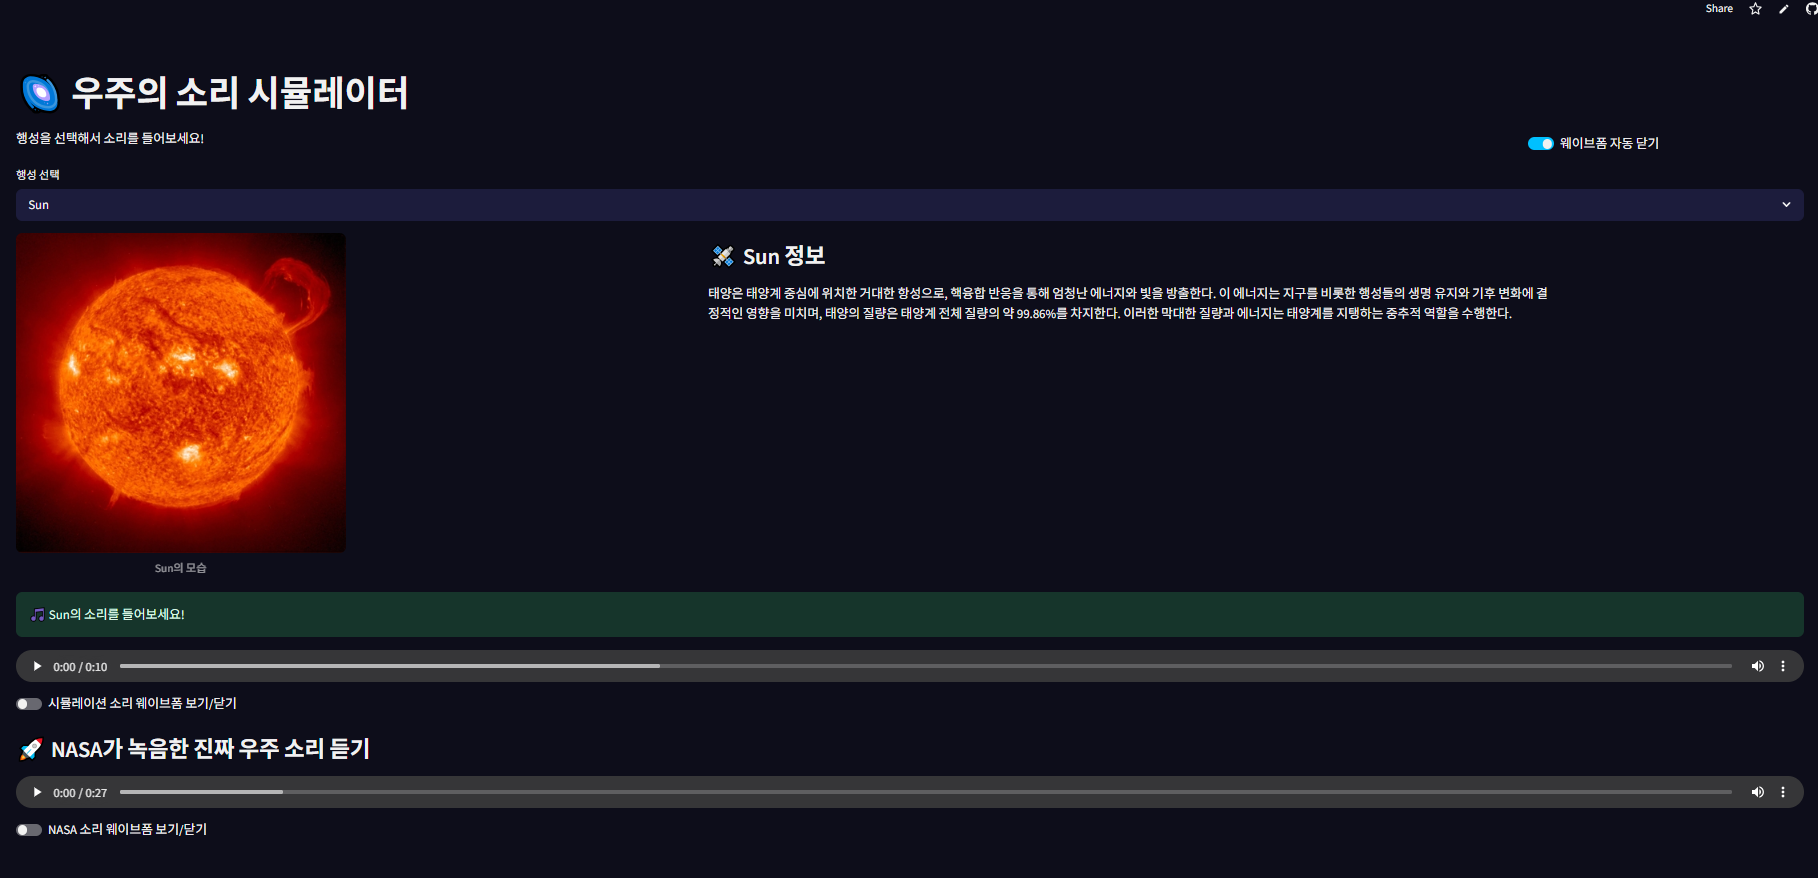 Share
우주의 소리 시뮬레이터
행성을 선택해서 소리를 들어보세요!
웨이브폼 자동 닫기
행성 선택
Sun
Sun 정보
태양은 태양계 중심에 위치한 거대한 항성으로, 핵융합 반응을 통해 엄청난 에너지와 빛을 방출한다. 이 에너지는 지구를 비롯한 행성들의 생명 유지와 기후 변화에 결
정적인 영향을 미치며, 태양의 질량은 태양계 전체 질량의 약 99.86%를 차지한다. 이러한 막대한 질량과 에너지는 태양계를 지탱하는 중추적 역할을 수행한다.
Sun의 모습
Sun의 소리를 들어보세요!
0:00 / 0:10
시뮬레이션 소리 웨이브폼 보기/닫기
NASA가 녹음한 진짜 우주 소리 듣기
0:00 / 0:27
NASA 소리 웨이브폼 보기/닫기